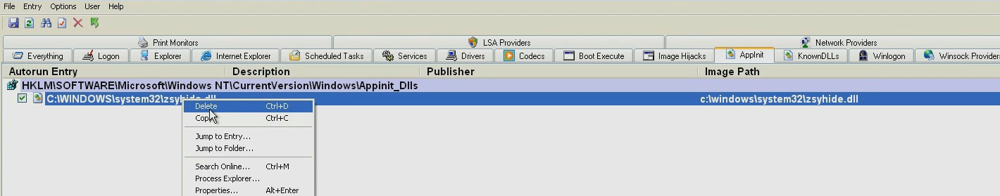 File Entry Options User Help
Print Monitors LSA Providers Network Providers
Everything Logon Explorer Internet Explorer Scheduled Tasks Services Drivers Codecs Boot Execute Image Hijacks AppInit KnownDLLs Winlogon Winsock Provider
Autorun Entry Description Publisher Image Path
HKLM\SOFTWARE\Microsoft\Windows NT\CurrentVersion\Windows\Appinit_Dlls
C:\WINDOWS\system32\zsyhide.dll c:\windows\system32\zsyhide.dll
Delete Ctrl+D
Copy Ctrl+C
Jump to Entry...
Jump to Folder...
Search Online... Ctrl+M
Process Explorer...
Properties... Alt+Enter